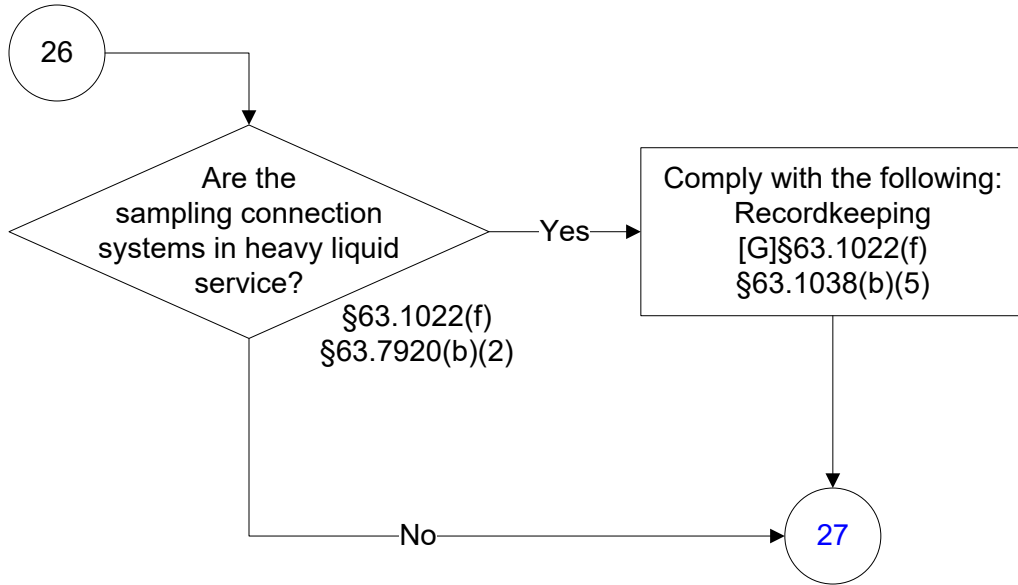 26
Are the
sampling connection
systems in heavy liquid
service?
§63.1022(f)
§63.7920(b)(2)
Yes
Comply with the following:
Recordkeeping
[G]§63.1022(f)
§63.1038(b)(5)
No
27